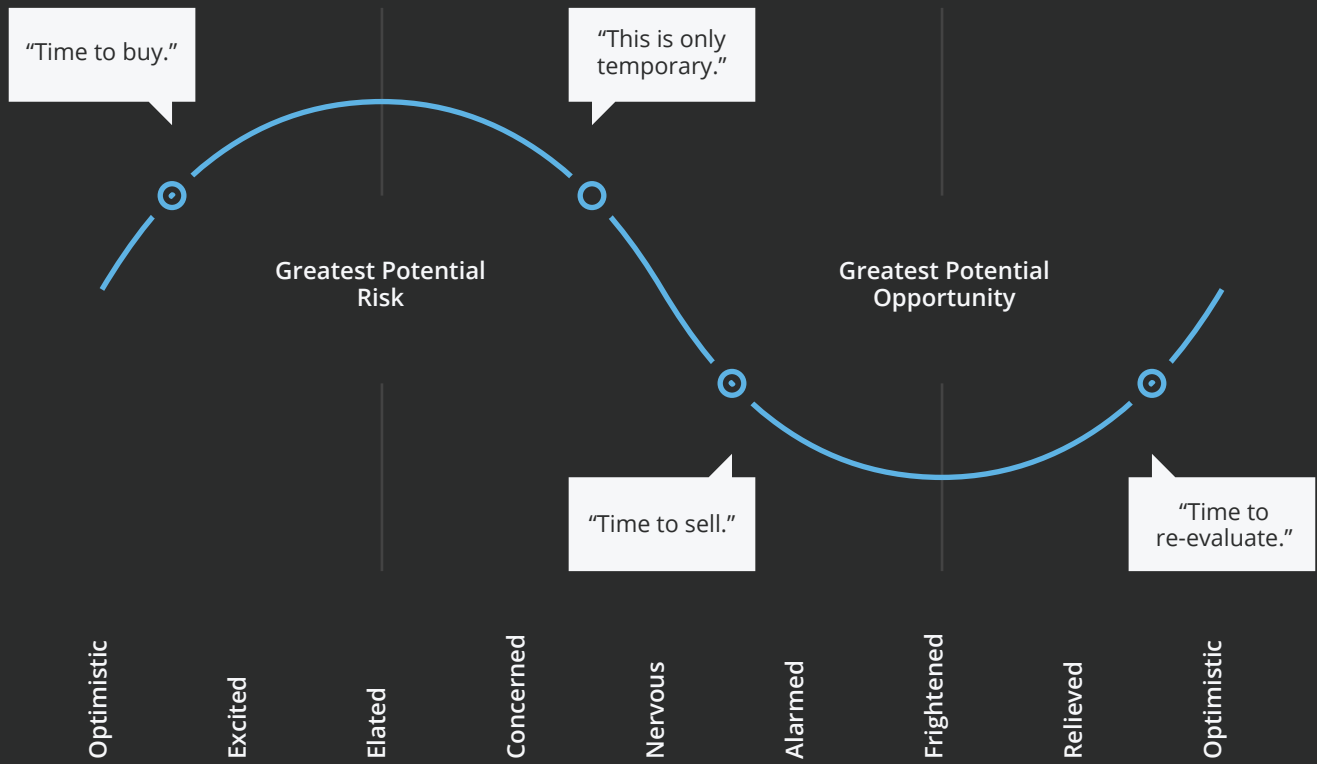 “Time to buy.”
“This is only
temporary.”
Greatest Potential
Risk
Greatest Potential
Opportunity
“Time to sell.”
“Time to
re-evaluate.”
Optimistic
Excited
Elated
Concerned
Nervous
Alarmed
Frightened
Relieved
Optimistic